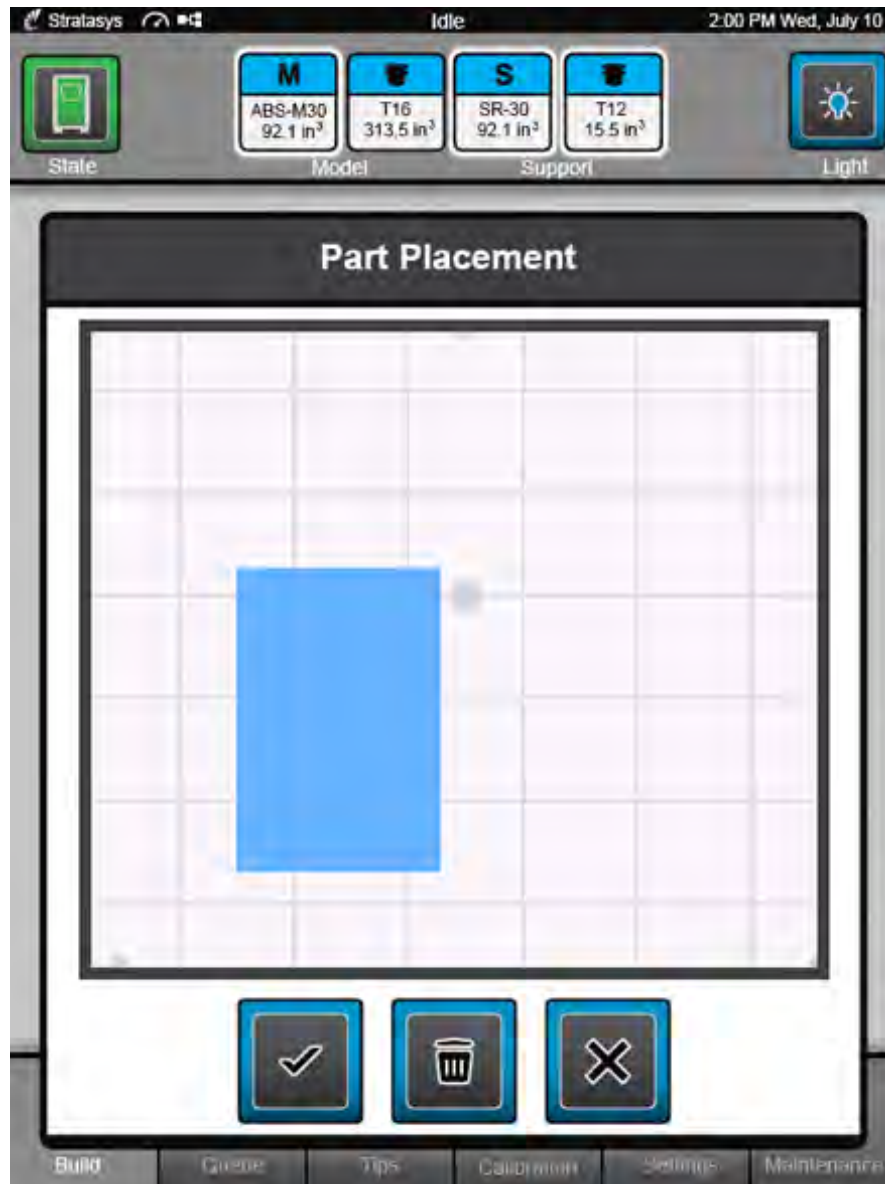 Stratasys Idle 2:00 PM Wed, July 10
M S
ABS-M30 T16 SR-30 T12
92.1 in³ 313.5 in³ 92.1 in³ 15.5 in³
State Model Support Light
Part Placement
Build Queue Tips Calibration Settings Maintenance